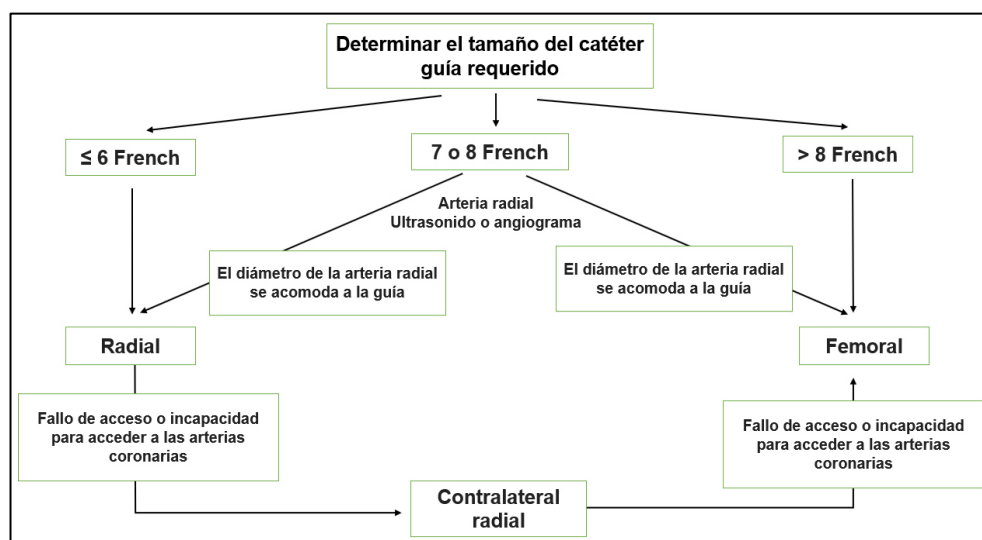 Determinar el tamaño del catéter
guía requerido
≤ 6 French
7 o 8 French
> 8 French
Arteria radial
Ultrasonido o angiograma
El diámetro de la arteria radial
se acomoda a la guía
El diámetro de la arteria radial
se acomoda a la guía
Radial
Femoral
Fallo de acceso o incapacidad
para acceder a las arterias
coronarias
Fallo de acceso o incapacidad
para acceder a las arterias
coronarias
Contralateral
radial